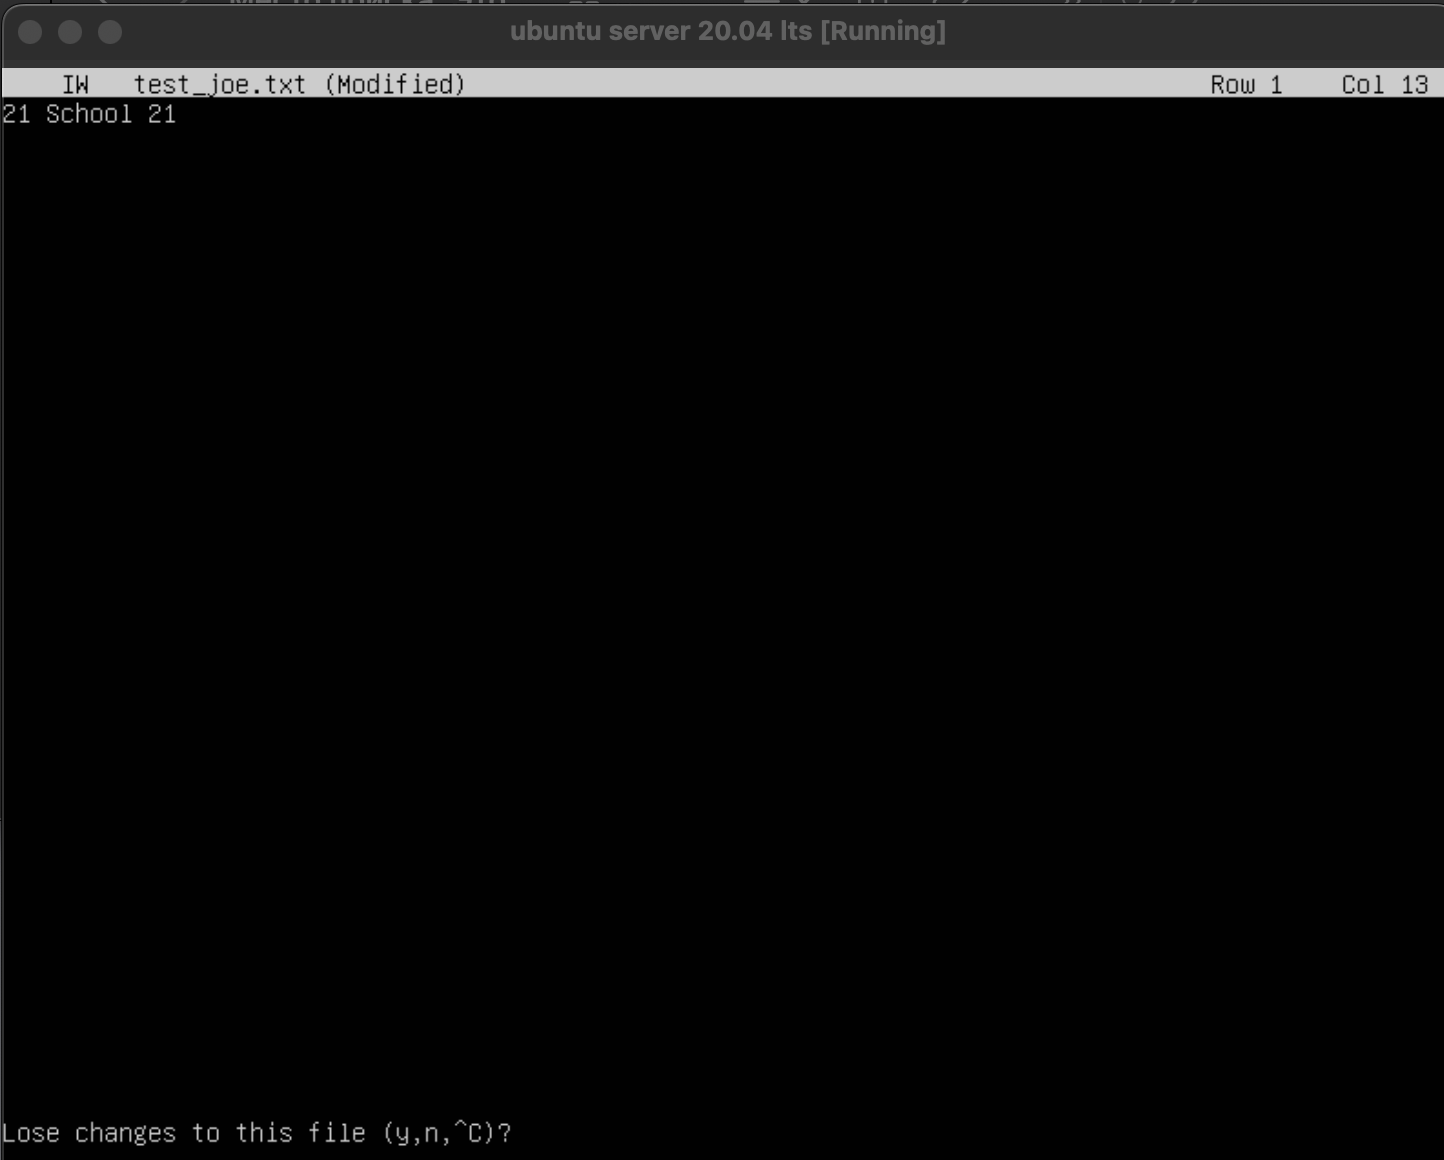 ubuntu server 20.04 lts [Running]
IW test_joe.txt (Modified) Row 1 Col 13
21 School 21
Lose changes to this file (y,n,^C)?